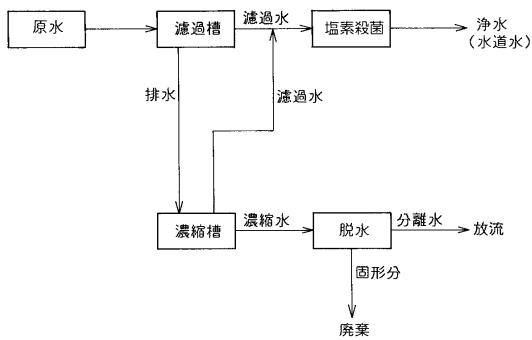 原水
濾過槽
濾過水
塩素殺菌
浄水
(水道水)
排水
濾過水
濃縮槽
濃縮水
脱水
分離水
放流
固形分
廃棄